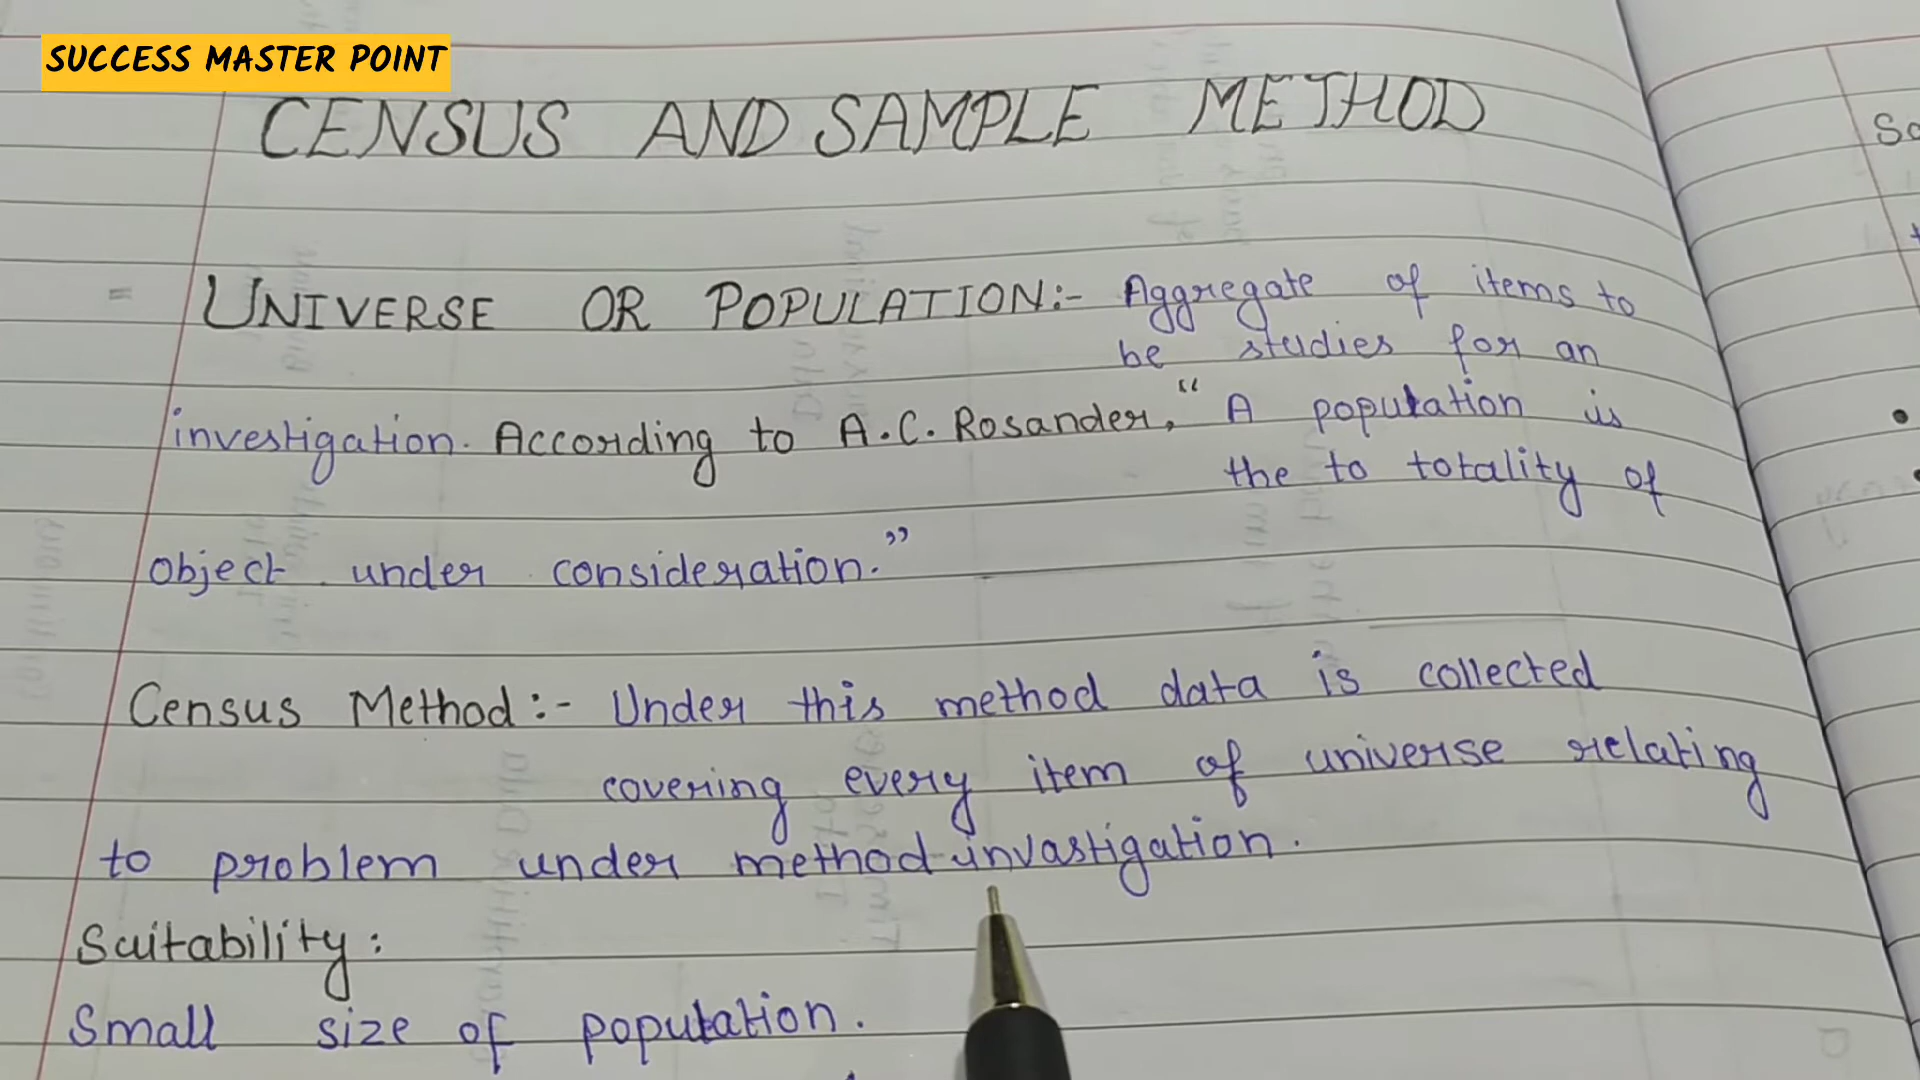 SUCCESS MASTER POINT
CENSUS AND SAMPLE METHOD
So
= UNIVERSE OR POPULATION:- Aggregate of items to
be studies for an
investigation. According to A.C. Rosander, “ A population is
the to totality of
object under consideration.”
Census Method:- Under this method data is collected
covering every item of universe relating
to problem under method invastigation.
Suitability:
Small size of population.